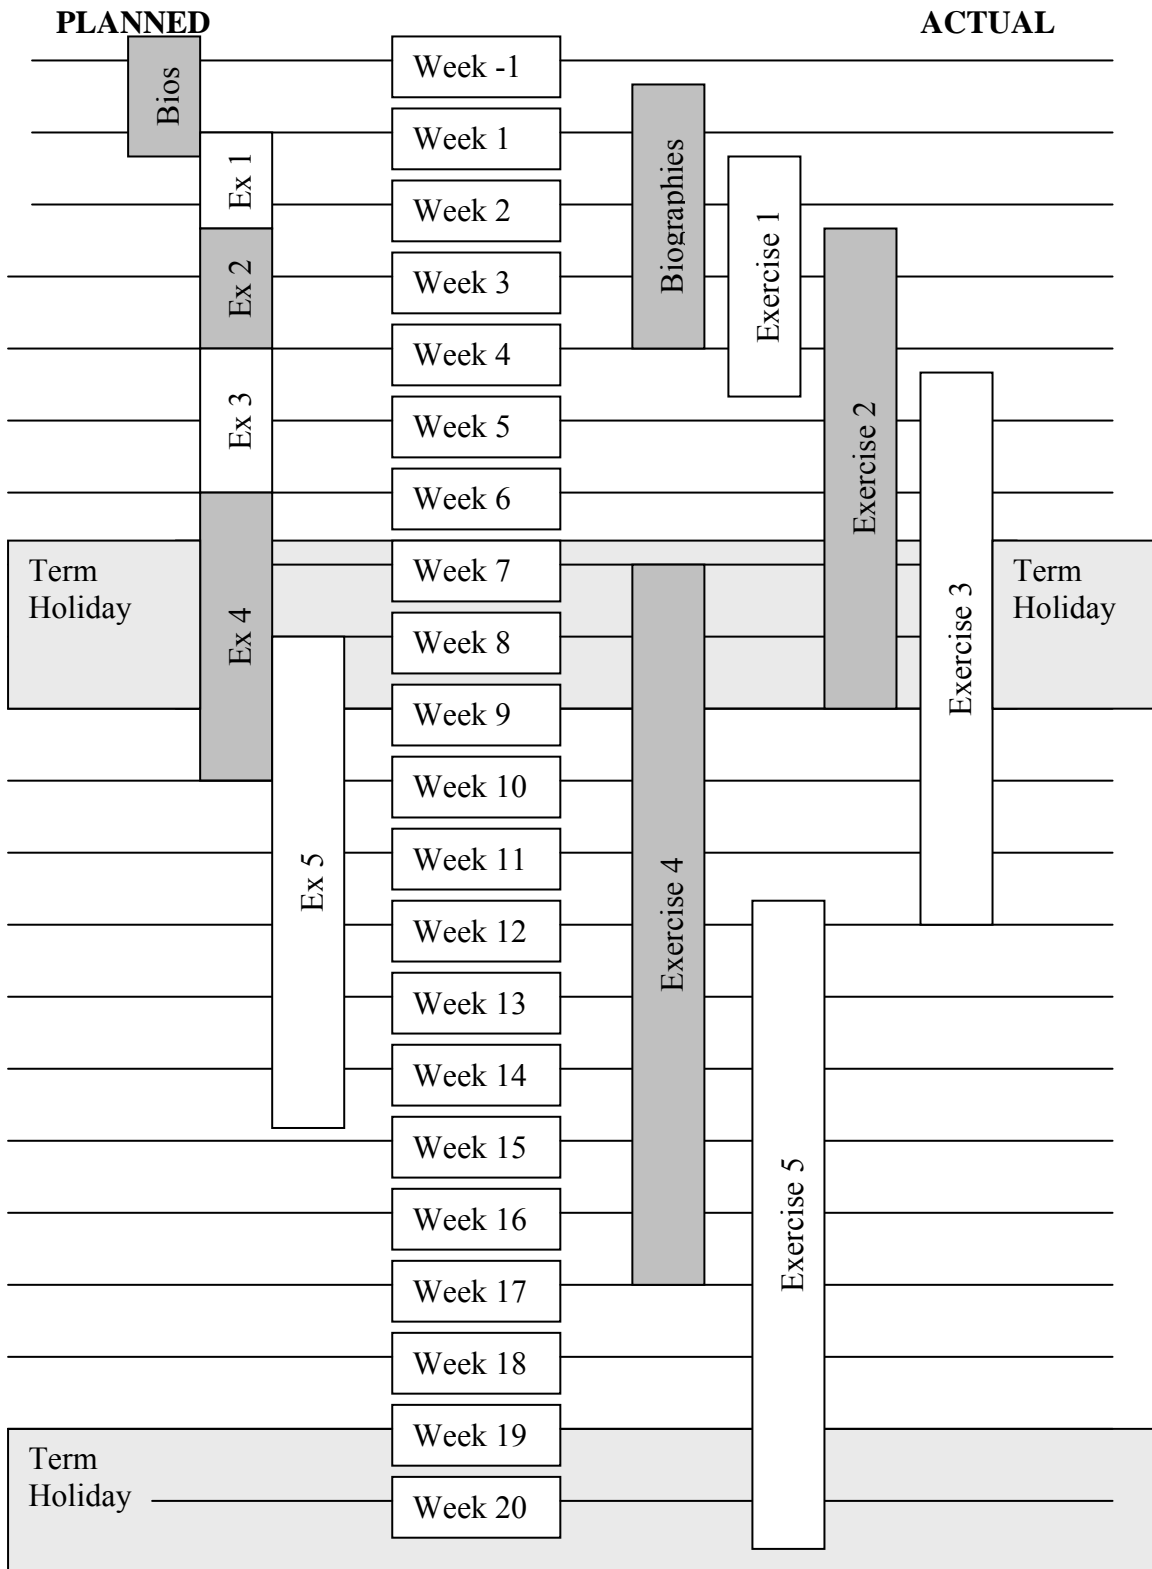 PLANNED
ACTUAL
Bios
Week -1
Biographies
Week 1
Ex 1
Exercise 1
Week 2
Ex 2
Week 3
Exercise 2
Week 4
Ex 3
Week 5
Exercise 3
Week 6
Term
Holiday
Week 7
Term
Holiday
Ex 4
Week 8
Week 9
Week 10
Ex 5
Week 11
Exercise 4
Week 12
Week 13
Week 14
Week 15
Exercise 5
Week 16
Week 17
Week 18
Week 19
Term
Holiday
Week 20